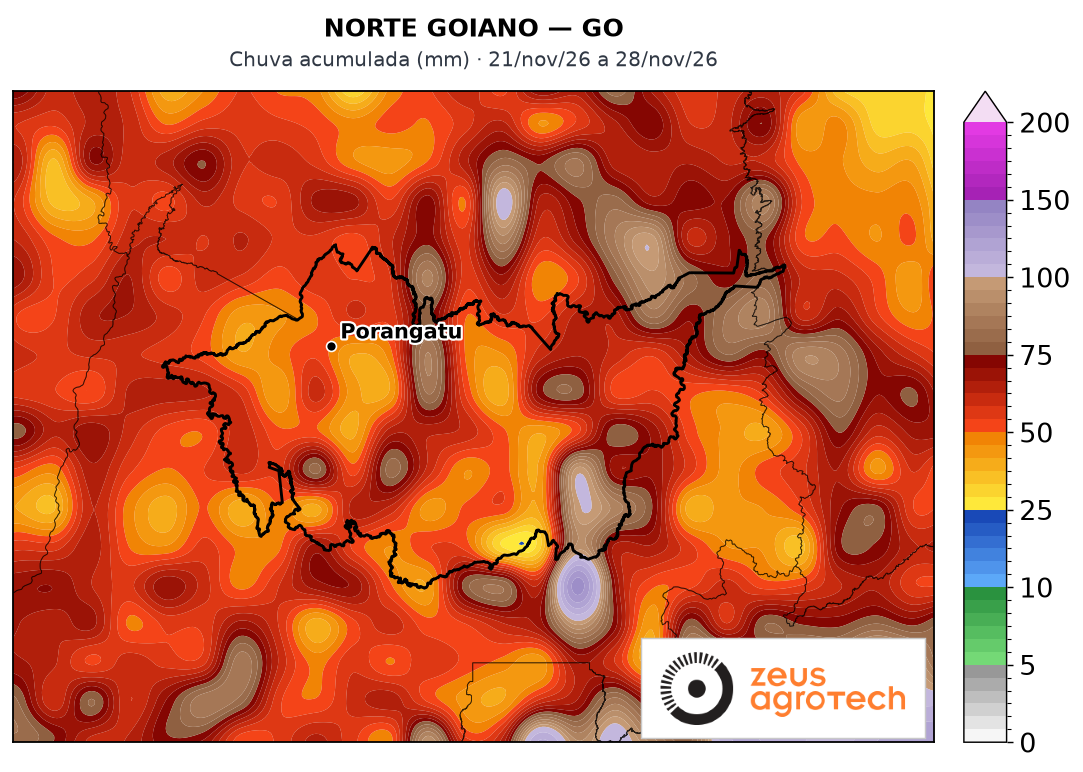 NORTE GOIANO — GO
Chuva acumulada (mm) · 21/nov/26 a 28/nov/26
Porangatu
200
150
100
75
50
25
10
5
0
zeus
agrotech